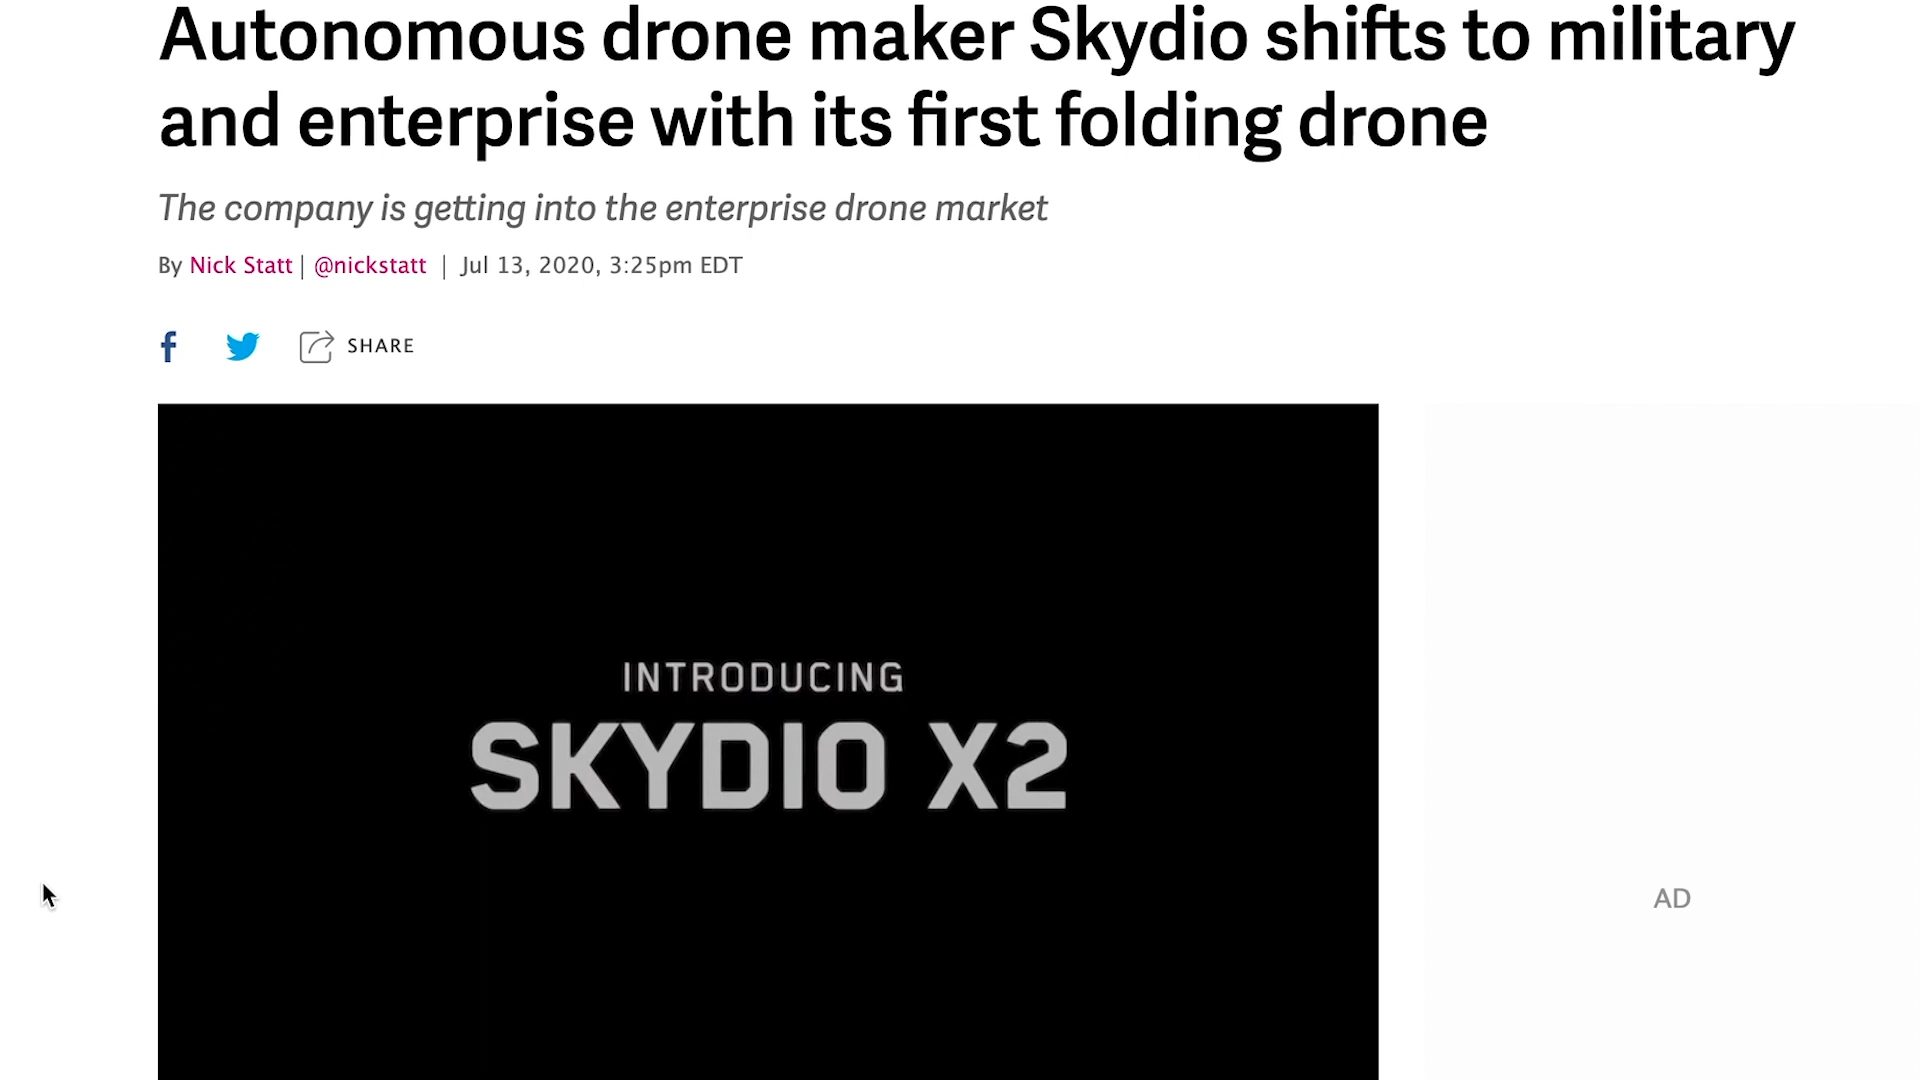 Autonomous drone maker Skydio shifts to military
and enterprise with its first folding drone
The company is getting into the enterprise drone market
By Nick Statt | @nickstatt | Jul 13, 2020, 3:25pm EDT
SHARE
INTRODUCING
SKYDIO X2
AD